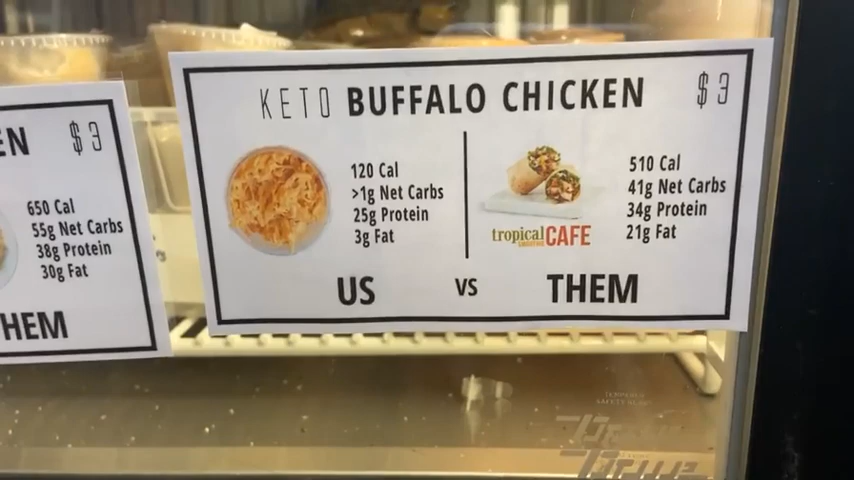 EN $3
650 Cal
55g Net Carbs
38g Protein
30g Fat
HEM
KETO BUFFALO CHICKEN $3
120 Cal
>1g Net Carbs
25g Protein
3g Fat
US
VS
510 Cal
41g Net Carbs
34g Protein
21g Fat
tropical SMOOTHIE CAFE
THEM
True